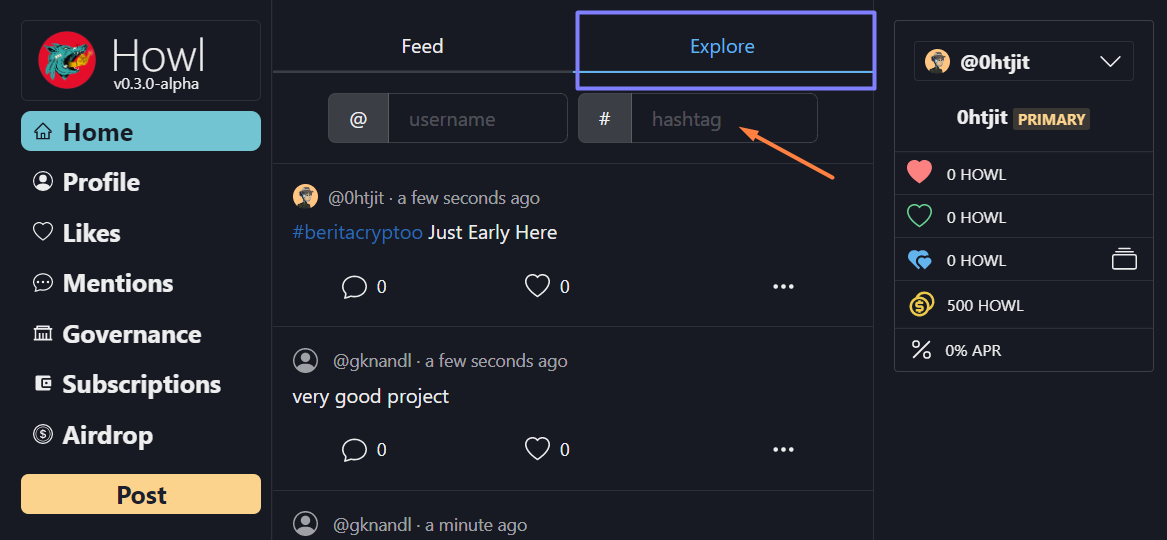 Howl
v0.3.0-alpha
Home
Profile
Likes
Mentions
Governance
Subscriptions
Airdrop
Post
Feed
Explore
@ username
# hashtag
@0htjit · a few seconds ago
#beritacryptoo Just Early Here
0 0
@gknandl · a few seconds ago
very good project
0 0
@gknandl · a minute ago
@0htjit
0htjit PRIMARY
0 HOWL
0 HOWL
0 HOWL
500 HOWL
0% APR